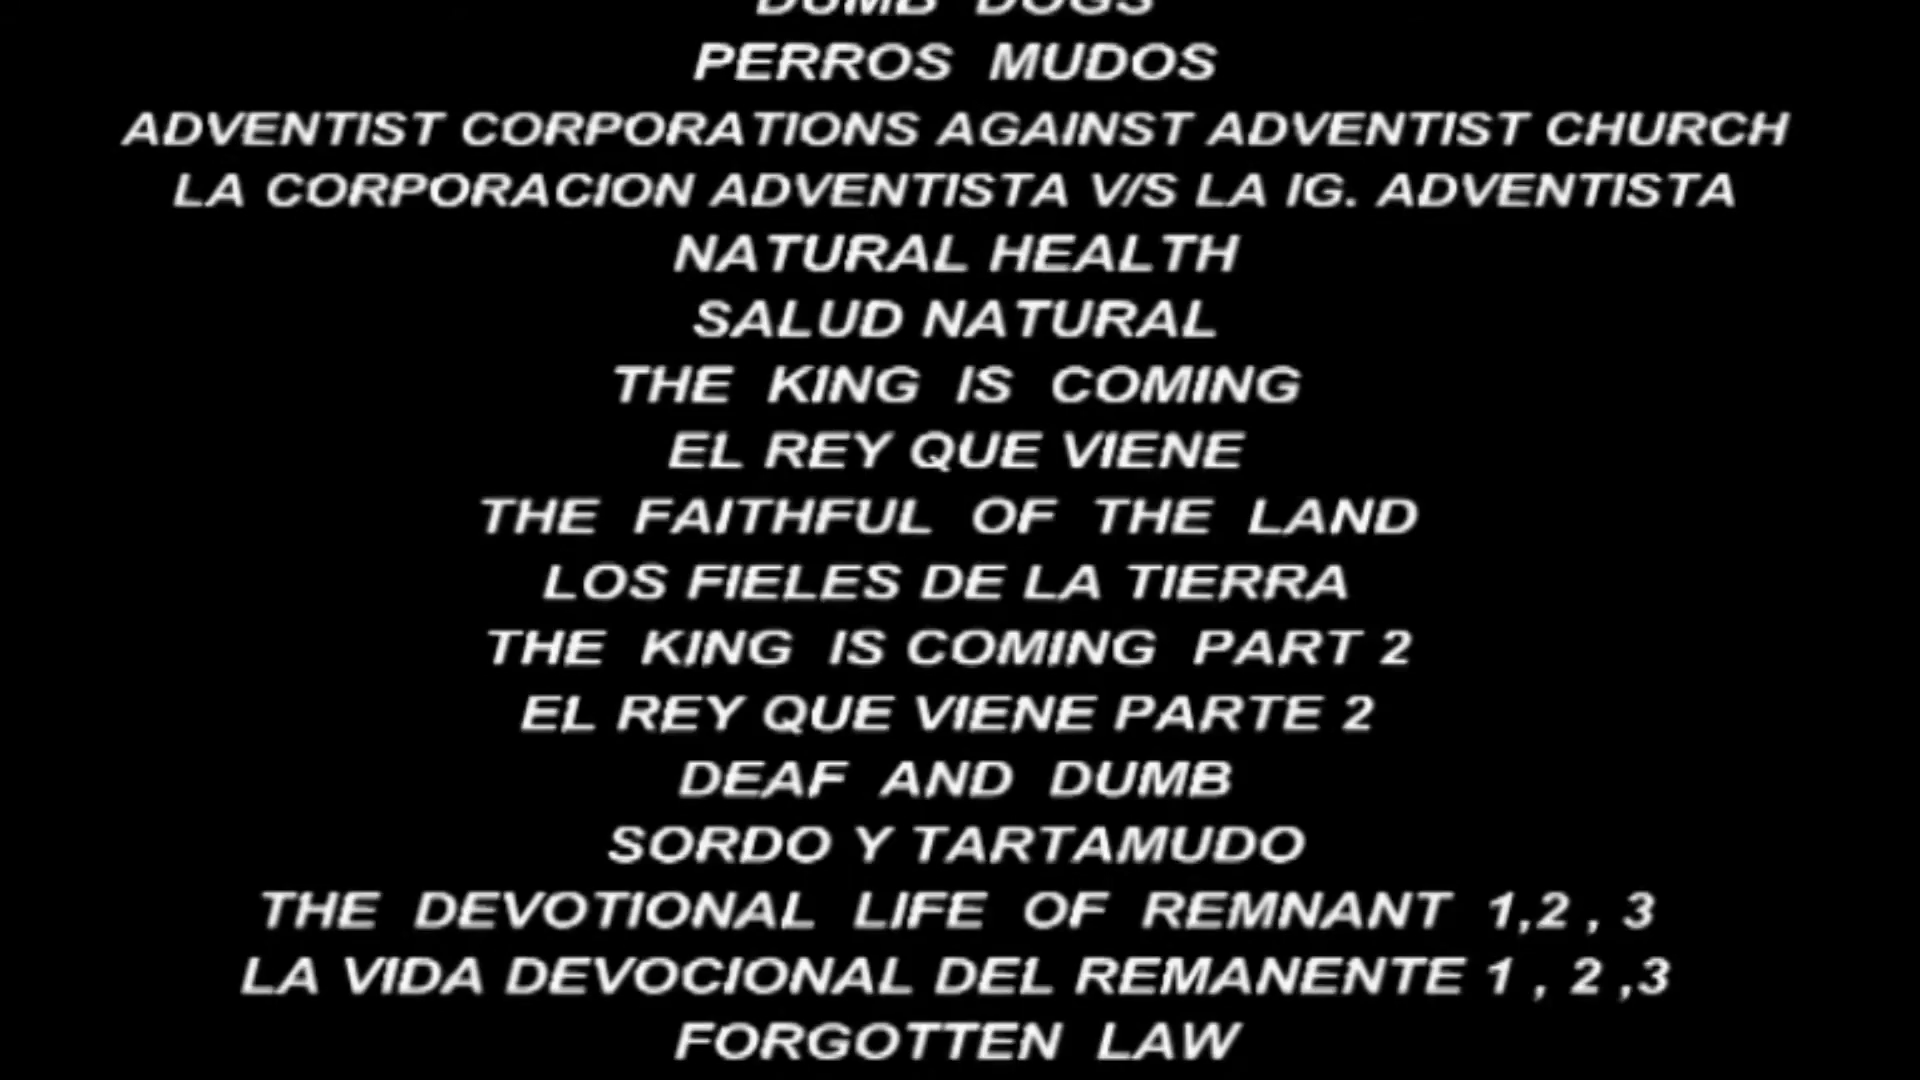 DUMB DOGS
PERROS MUDOS
ADVENTIST CORPORATIONS AGAINST ADVENTIST CHURCH
LA CORPORACION ADVENTISTA V/S LA IG. ADVENTISTA
NATURAL HEALTH
SALUD NATURAL
THE KING IS COMING
EL REY QUE VIENE
THE FAITHFUL OF THE LAND
LOS FIELES DE LA TIERRA
THE KING IS COMING PART 2
EL REY QUE VIENE PARTE 2
DEAF AND DUMB
SORDO Y TARTAMUDO
THE DEVOTIONAL LIFE OF REMNANT 1,2 , 3
LA VIDA DEVOCIONAL DEL REMANENTE 1 , 2 ,3
FORGOTTEN LAW